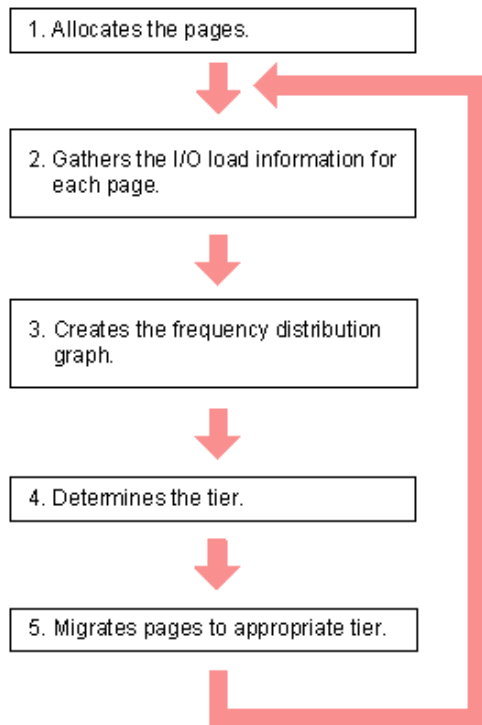 1. Allocates the pages.
2. Gathers the I/O load information for
each page.
3. Creates the frequency distribution
graph.
4. Determines the tier.
5. Migrates pages to appropriate tier.